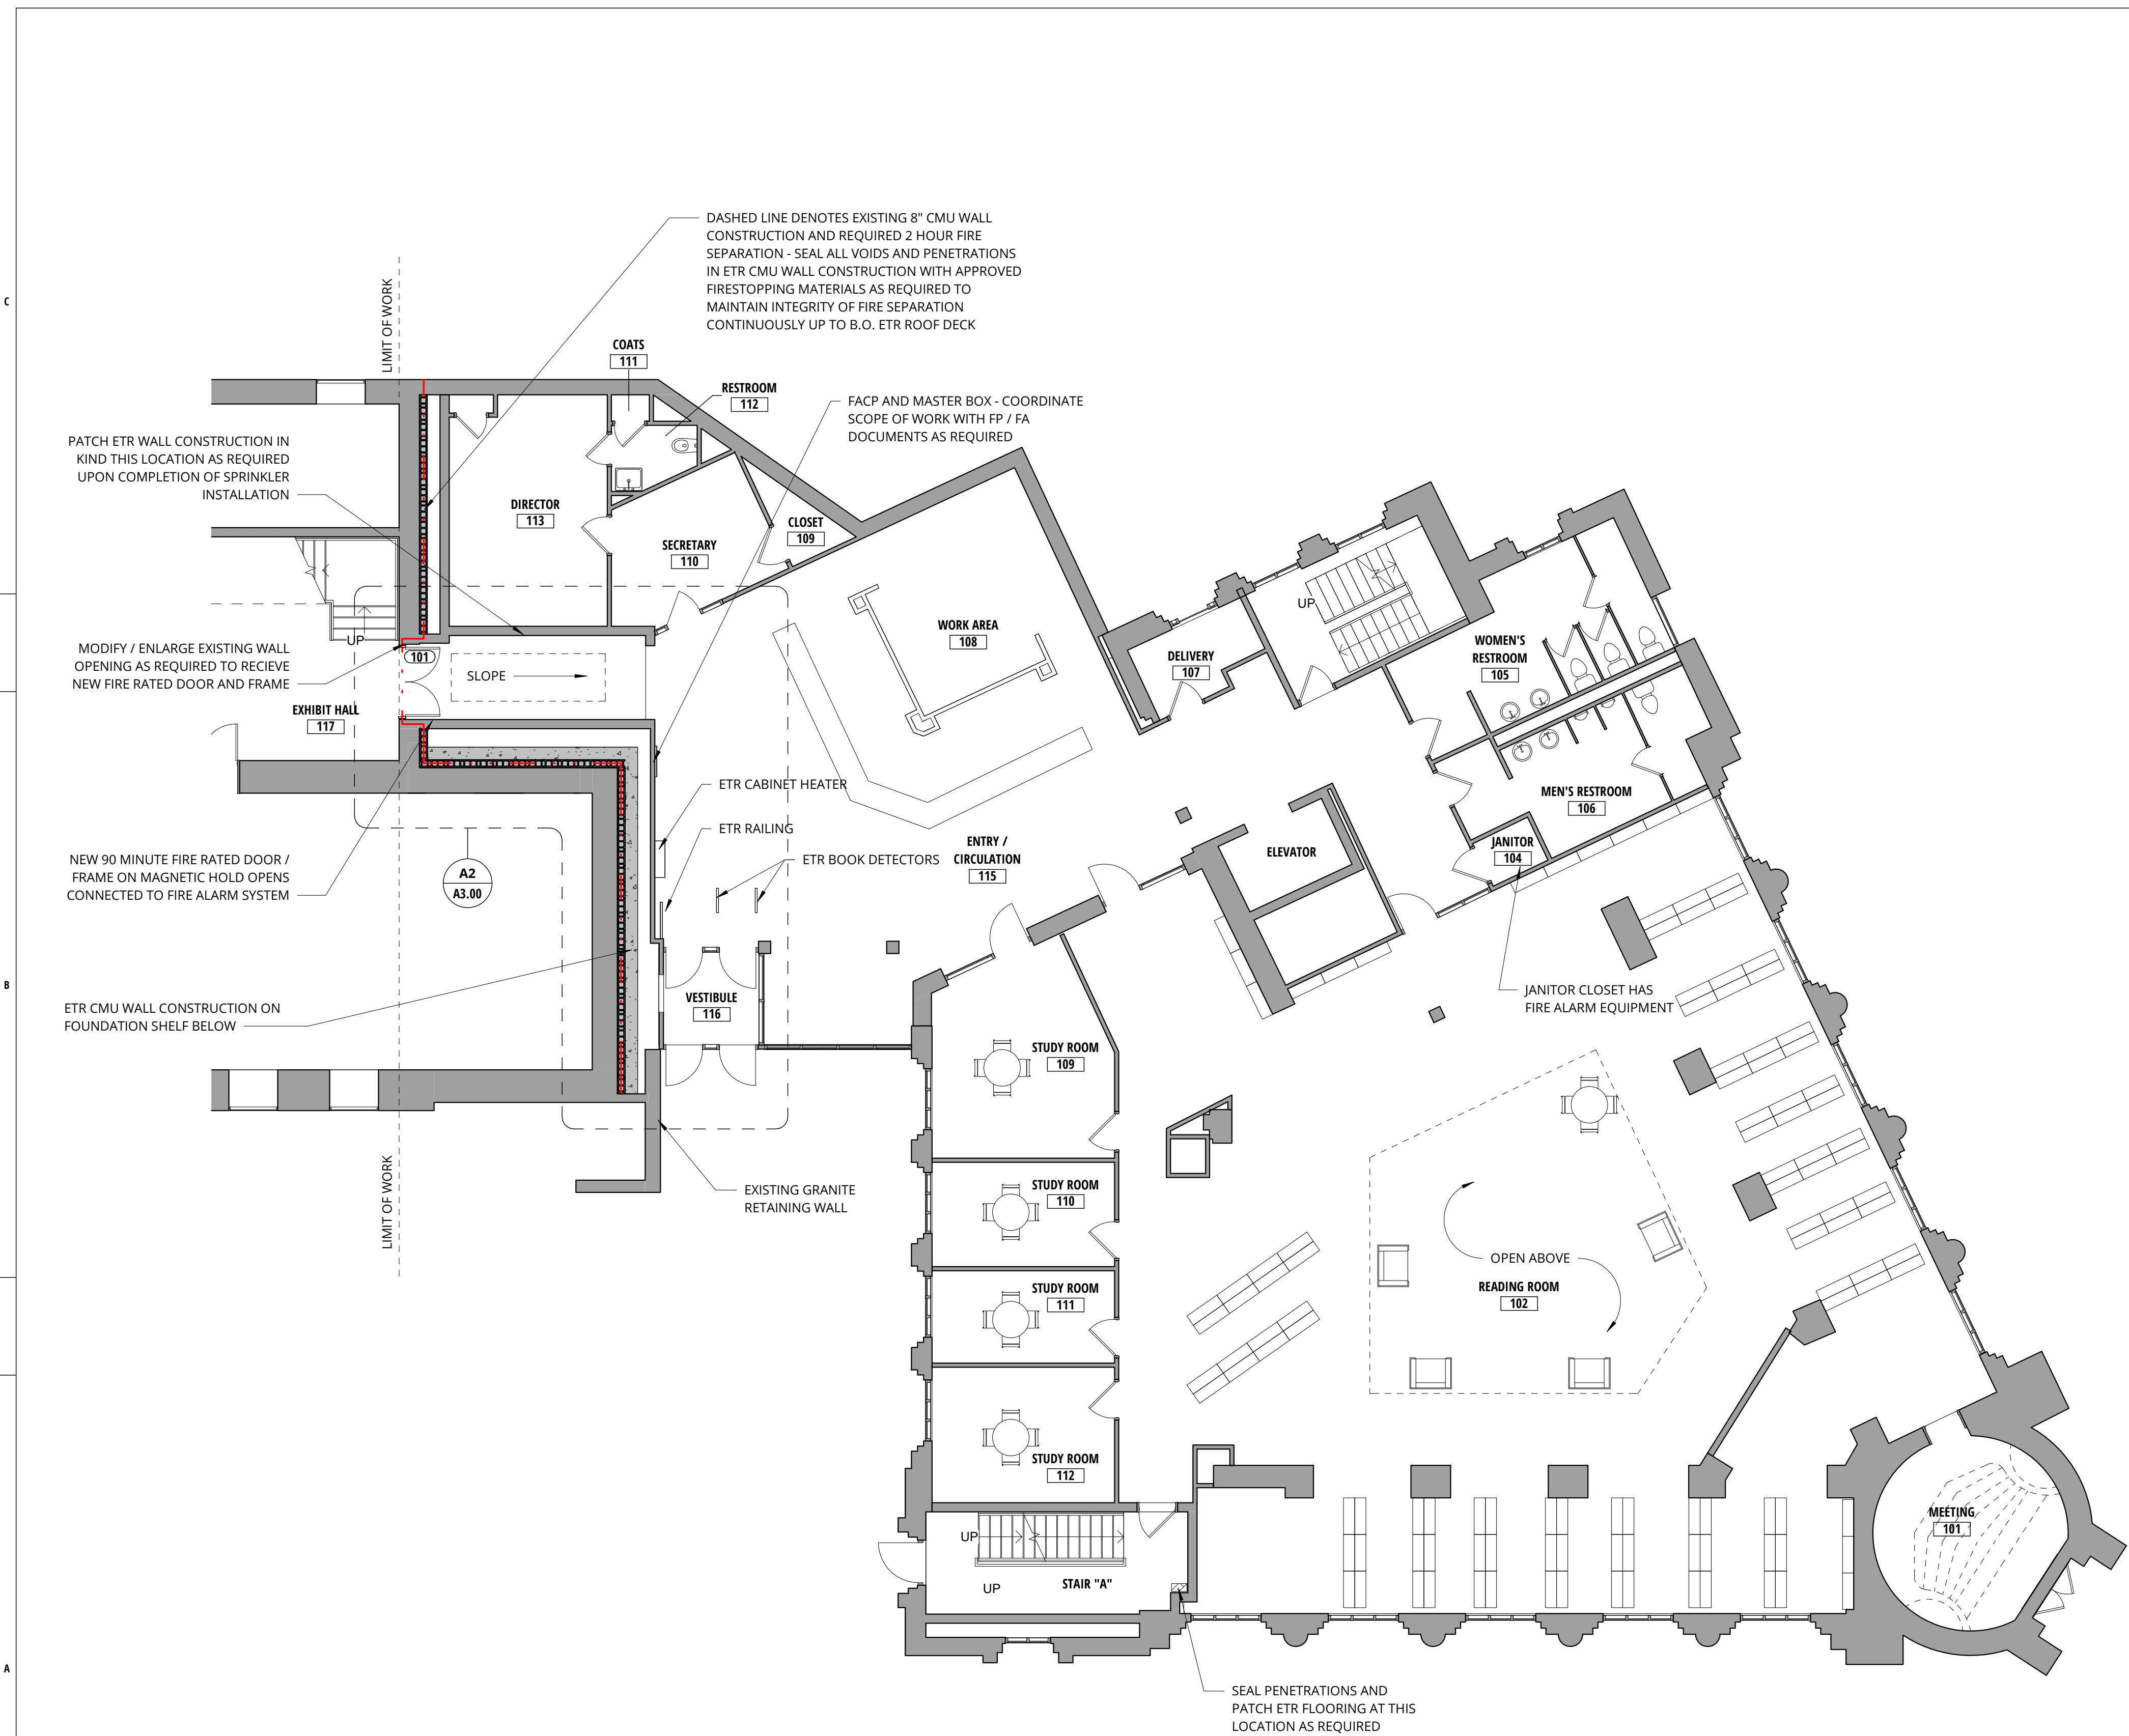 DASHED LINE DENOTES EXISTING 8" CMU WALL
CONSTRUCTION AND REQUIRED 2 HOUR FIRE
SEPARATION - SEAL ALL VOIDS AND PENETRATIONS
IN ETR CMU WALL CONSTRUCTION WITH APPROVED
FIRESTOPPING MATERIALS AS REQUIRED TO
MAINTAIN INTEGRITY OF FIRE SEPARATION
CONTINUOUSLY UP TO B.O. ETR ROOF DECK
C
LIMIT OF WORK
COATS
111
RESTROOM
112
FACP AND MASTER BOX - COORDINATE
SCOPE OF WORK WITH FP / FA
DOCUMENTS AS REQUIRED
PATCH ETR WALL CONSTRUCTION IN
KIND THIS LOCATION AS REQUIRED
UPON COMPLETION OF SPRINKLER
INSTALLATION
DIRECTOR
113
SECRETARY
110
CLOSET
109
WORK AREA
108
DELIVERY
107
UP
WOMEN'S
RESTROOM
105
UP
MODIFY / ENLARGE EXISTING WALL
OPENING AS REQUIRED TO RECIEVE
NEW FIRE RATED DOOR AND FRAME
101
SLOPE
EXHIBIT HALL
117
ETR CABINET HEATER
MEN'S RESTROOM
106
ETR RAILING
ETR BOOK DETECTORS
ENTRY /
CIRCULATION
115
ELEVATOR
JANITOR
104
NEW 90 MINUTE FIRE RATED DOOR /
FRAME ON MAGNETIC HOLD OPENS
CONNECTED TO FIRE ALARM SYSTEM
A2
A3.00
B
ETR CMU WALL CONSTRUCTION ON
FOUNDATION SHELF BELOW
VESTIBULE
116
JANITOR CLOSET HAS
FIRE ALARM EQUIPMENT
STUDY ROOM
109
LIMIT OF WORK
EXISTING GRANITE
RETAINING WALL
STUDY ROOM
110
OPEN ABOVE
READING ROOM
102
STUDY ROOM
111
STUDY ROOM
112
MEETING
101
UP
UP
STAIR "A"
A
SEAL PENETRATIONS AND
PATCH ETR FLOORING AT THIS
LOCATION AS REQUIRED